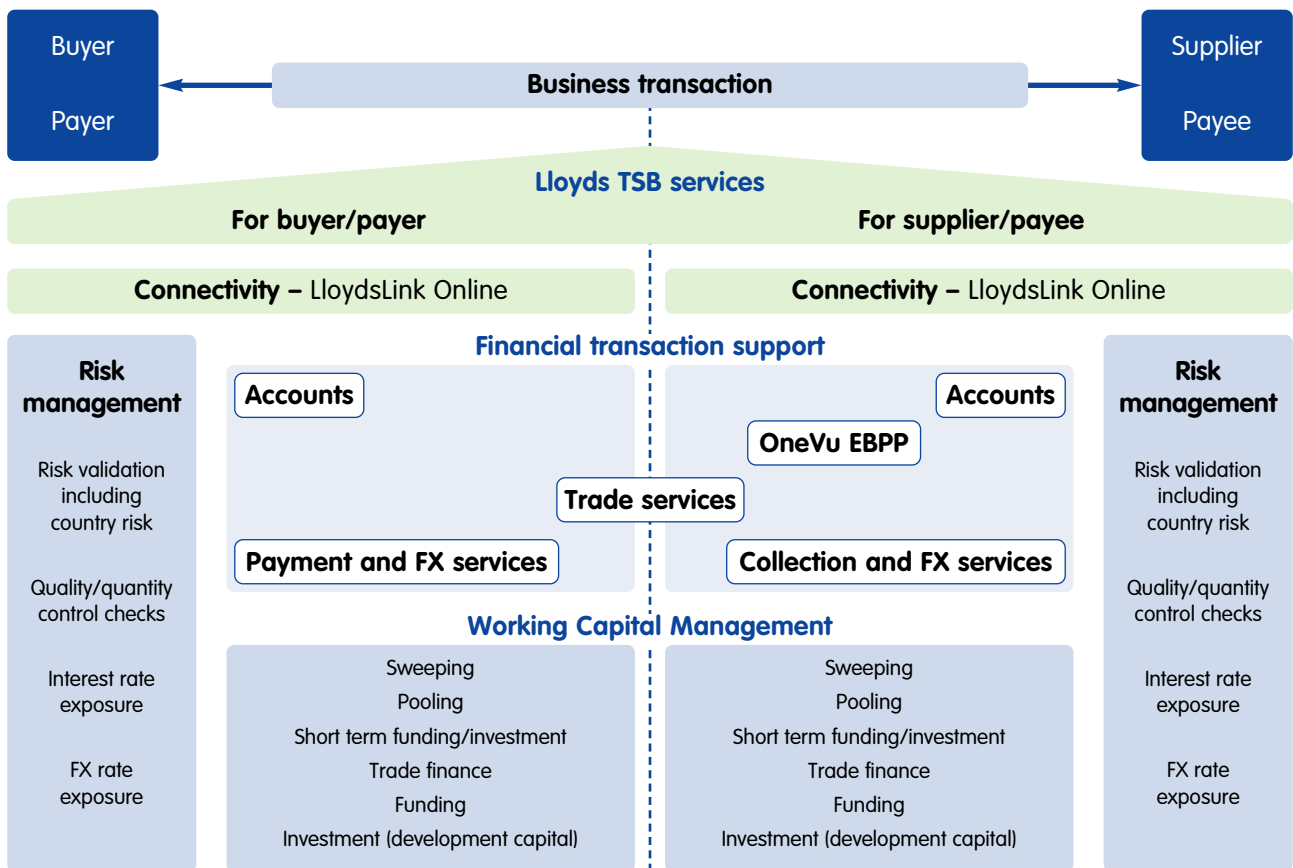 Buyer
Payer
Business transaction
Supplier
Payee
Lloyds TSB services
For buyer/payer
For supplier/payee
Connectivity – LloydsLink Online
Connectivity – LloydsLink Online
Risk
management
Risk validation
including
country risk
Quality/quantity
control checks
Interest rate
exposure
FX rate
exposure
Financial transaction support
Accounts
Accounts
OneVu EBPP
Trade services
Payment and FX services
Collection and FX services
Working Capital Management
Sweeping
Pooling
Short term funding/investment
Trade finance
Funding
Investment (development capital)
Sweeping
Pooling
Short term funding/investment
Trade finance
Funding
Investment (development capital)
Risk
management
Risk validation
including
country risk
Quality/quantity
control checks
Interest rate
exposure
FX rate
exposure